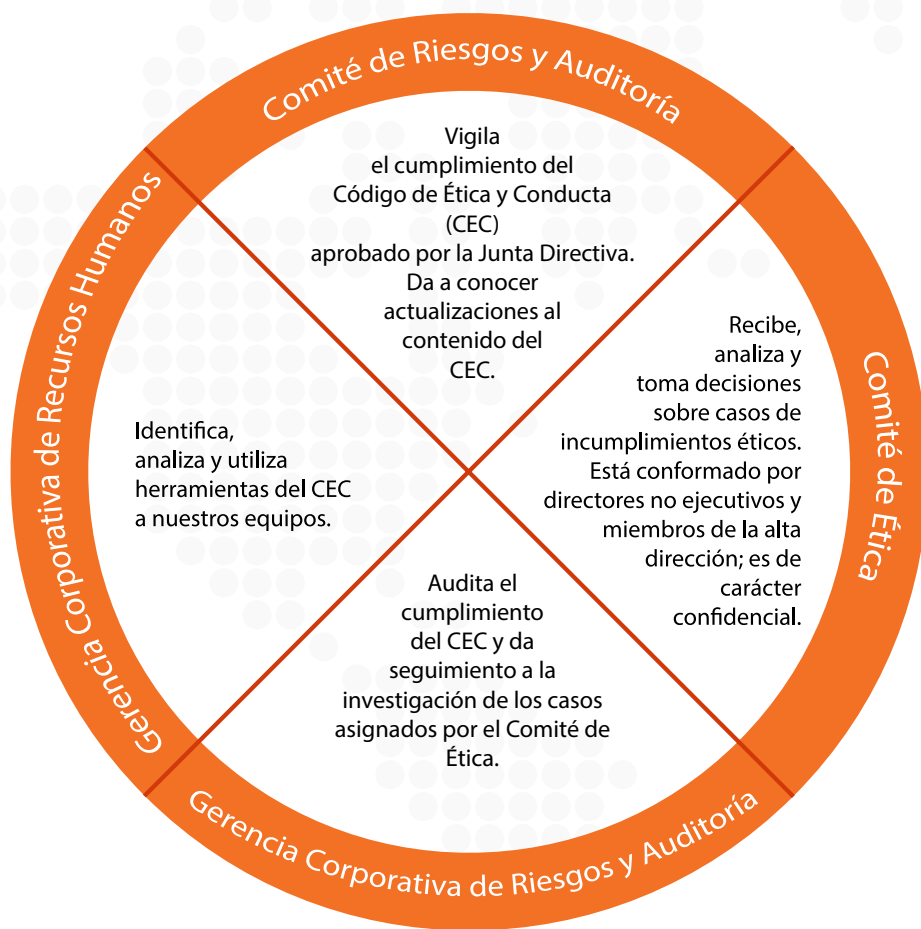 Comité de Riesgos y Auditoría
Vigila
el cumplimiento del
Código de Ética y Conducta
(CEC)
aprobado por la Junta Directiva.
Da a conocer
actualizaciones al
contenido del
CEC.
Comité de Ética
Recibe,
analiza y
toma decisiones
sobre casos de
incumplimientos éticos.
Está conformado por
directores no ejecutivos y
miembros de la alta
dirección; es de
carácter
confidencial.
Gerencia Corporativa de Riesgos y Auditoría
Audita el
cumplimiento
del CEC y da
seguimiento a la
investigación de los casos
asignados por el Comité de
Ética.
Gerencia Corporativa de Recursos Humanos
Identifica,
analiza y utiliza
herramientas del CEC
a nuestros equipos.